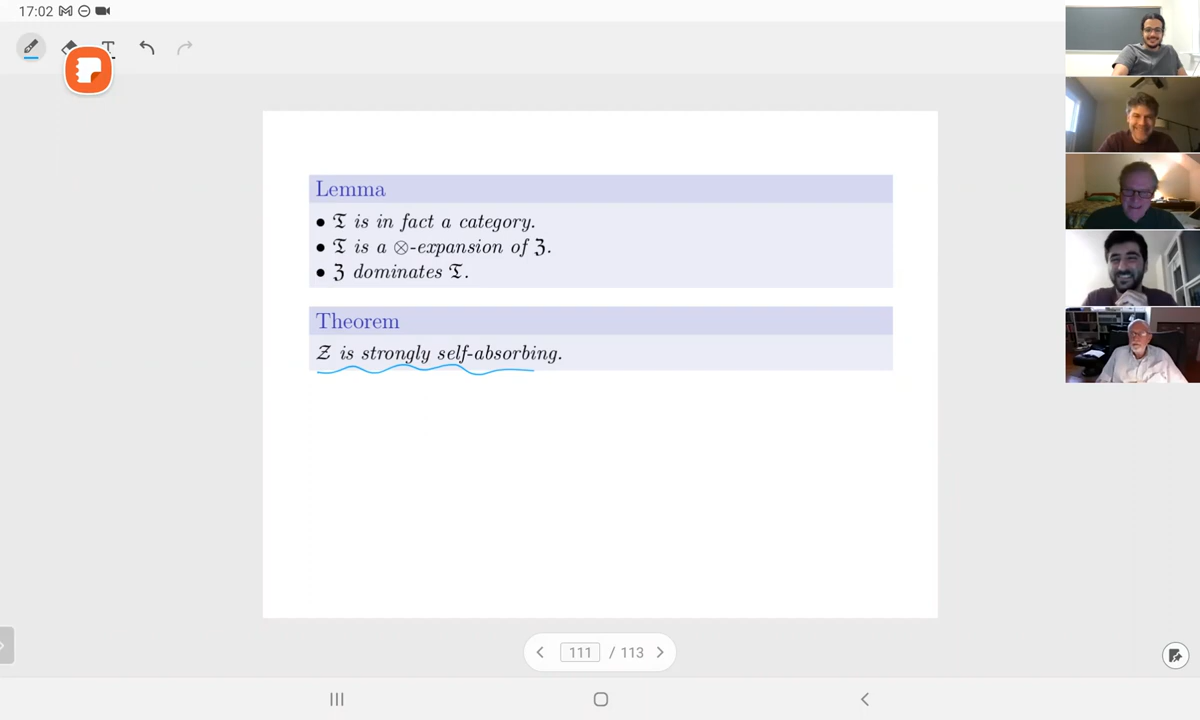 17:02
Lemma
• 𝔗 is in fact a category.
• 𝔗 is a ⊗-expansion of ℨ.
• ℨ dominates 𝔗.
Theorem
𝒵 is strongly self-absorbing.
111 / 113